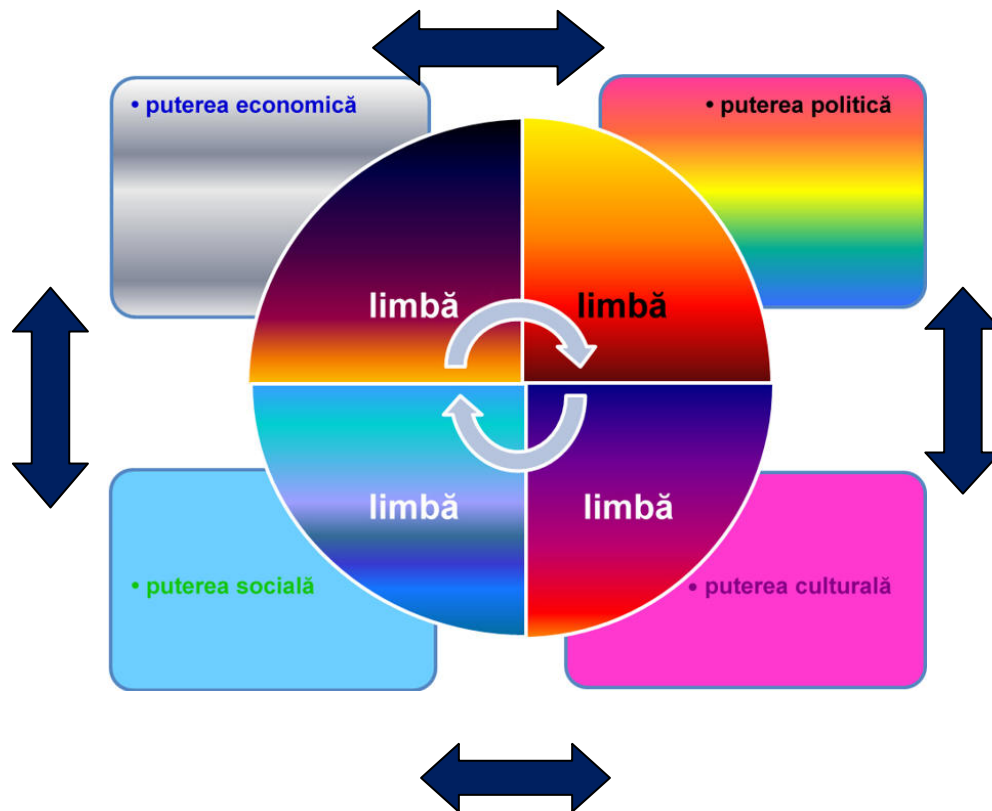 • puterea economică
• puterea politică
limbă
limbă
limbă
limbă
• puterea socială
• puterea culturală